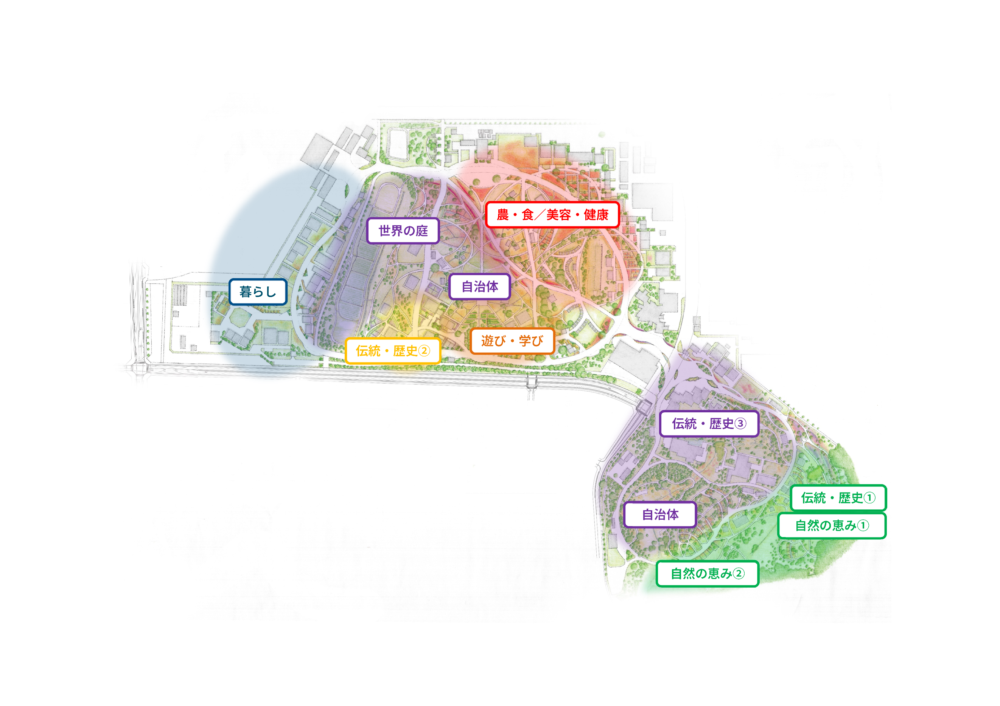 農・食／美容・健康
世界の庭
自治体
暮らし
遊び・学び
伝統・歴史②
伝統・歴史③
伝統・歴史①
自治体
自然の恵み①
自然の恵み②